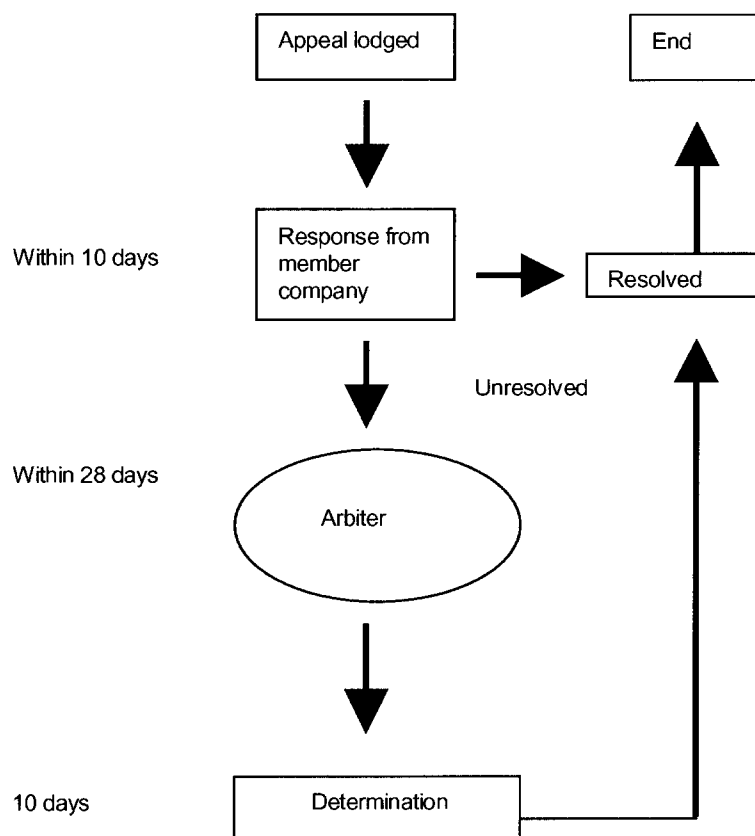 Appeal lodged
End
Within 10 days
Response from
member
company
Resolved
Unresolved
Within 28 days
Arbiter
10 days
Determination